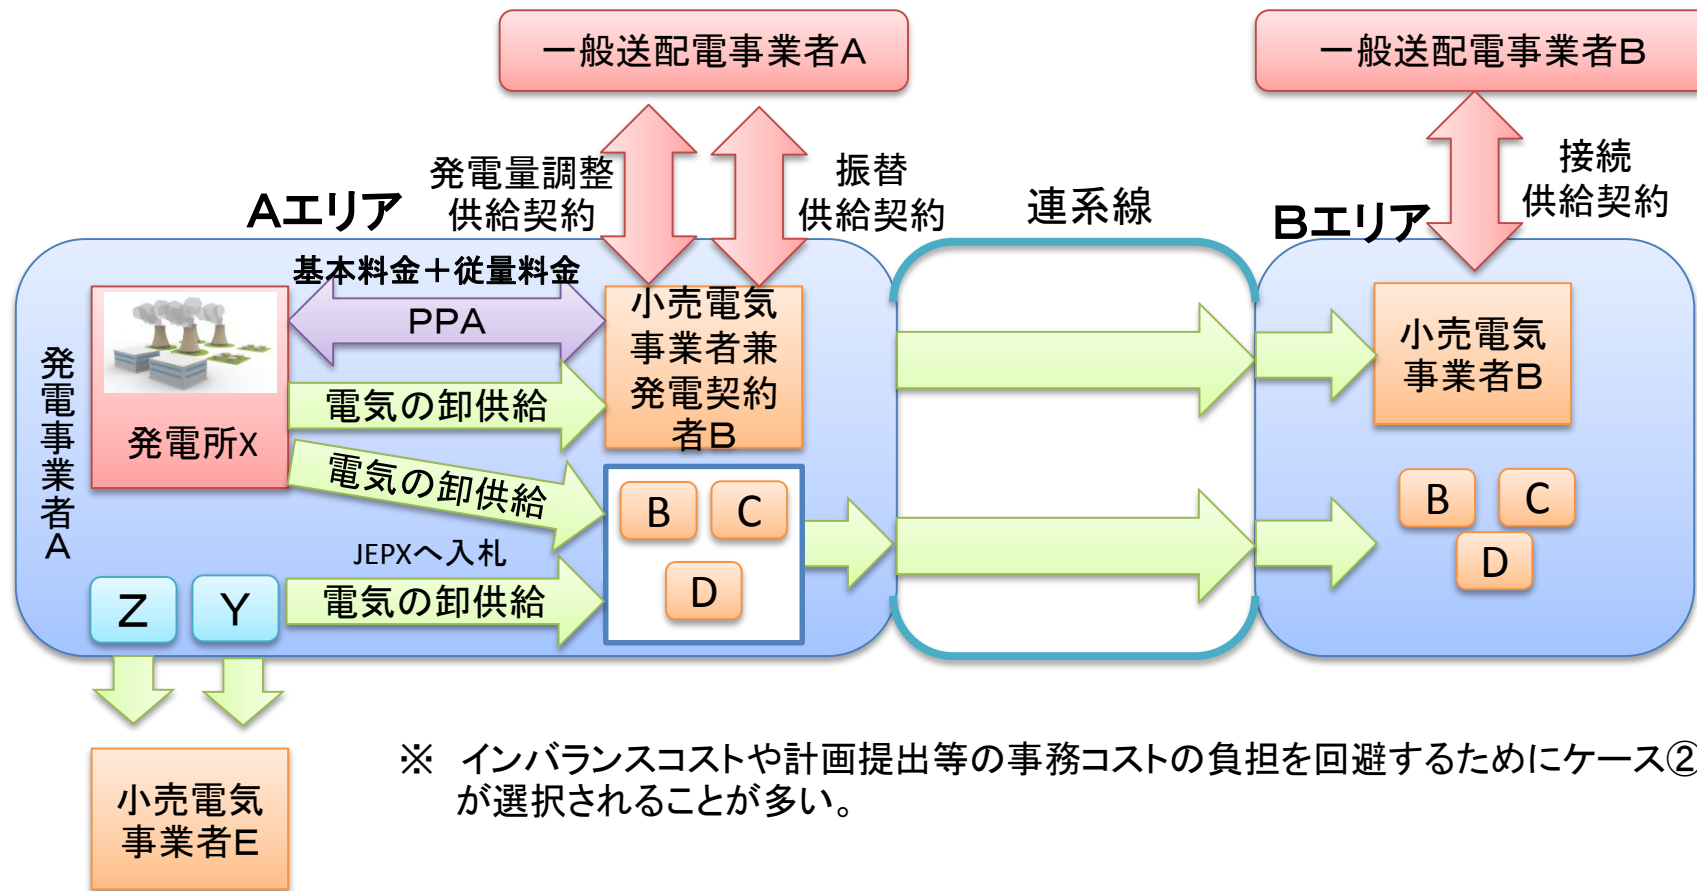 一般送配電事業者A
一般送配電事業者B
発電量調整
供給契約
振替
供給契約
接続
供給契約
Aエリア
連系線
Bエリア
基本料金＋従量料金
PPA
発電事業者A
発電所X
電気の卸供給
小売電気
事業者兼
発電契約
者B
小売電気
事業者B
電気の卸供給
JEPXへ入札
電気の卸供給
B
C
D
B
C
D
Z
Y
小売電気
事業者E
※ インバランスコストや計画提出等の事務コストの負担を回避するためにケース②
が選択されることが多い。